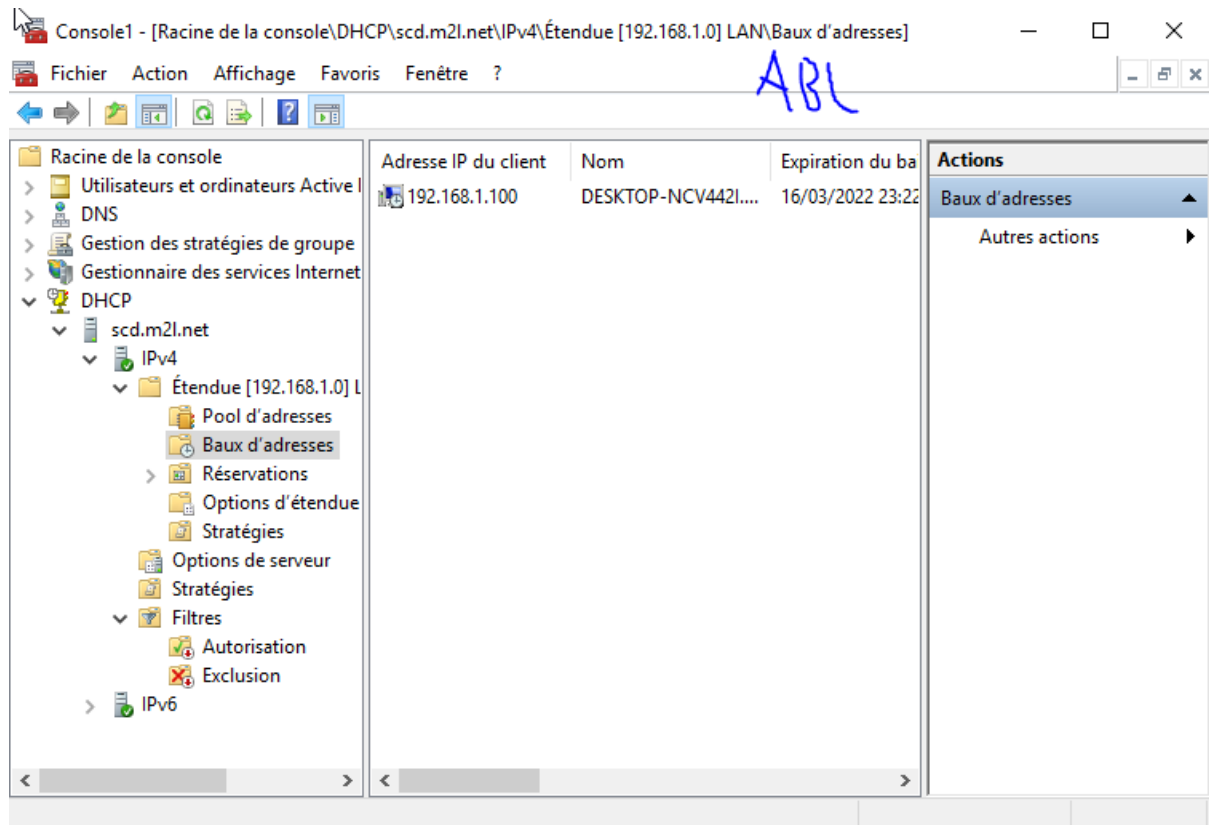 Console1 - [Racine de la console\DHCP\scd.m2l.net\IPv4\Étendue [192.168.1.0] LAN\Baux d'adresses]
Fichier Action Affichage Favoris Fenêtre ?
ABL
Racine de la console
Utilisateurs et ordinateurs Active
DNS
Gestion des stratégies de groupe
Gestionnaire des services Internet
DHCP
scd.m2l.net
IPv4
Étendue [192.168.1.0] L
Pool d'adresses
Baux d'adresses
Réservations
Options d'étendue
Stratégies
Options de serveur
Stratégies
Filtres
Autorisation
Exclusion
IPv6
Adresse IP du client Nom Expiration du ba
192.168.1.100 DESKTOP-NCV442I.... 16/03/2022 23:22
Actions
Baux d'adresses
Autres actions